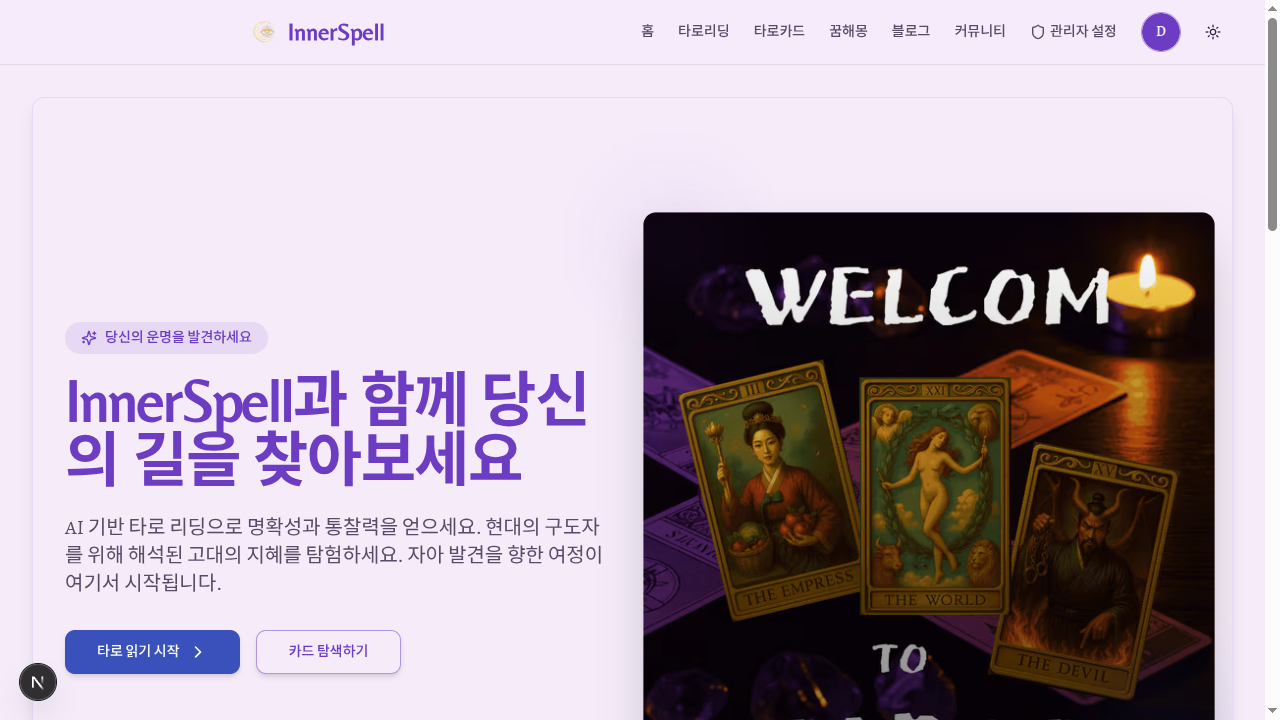 InnerSpell
홈
타로리딩
타로카드
꿈해몽
블로그
커뮤니티
관리자 설정
D
당신의 운명을 발견하세요
InnerSpell과 함께 당신
의 길을 찾아보세요
AI 기반 타로 리딩으로 명확성과 통찰력을 얻으세요. 현대의 구도자
를 위해 해석된 고대의 지혜를 탐험하세요. 자아 발견을 향한 여정이
여기서 시작됩니다.
타로 읽기 시작
카드 탐색하기
N
WELCOM
III
THE EMPRESS
XXI
THE WORLD
XV
THE DEVIL
TO